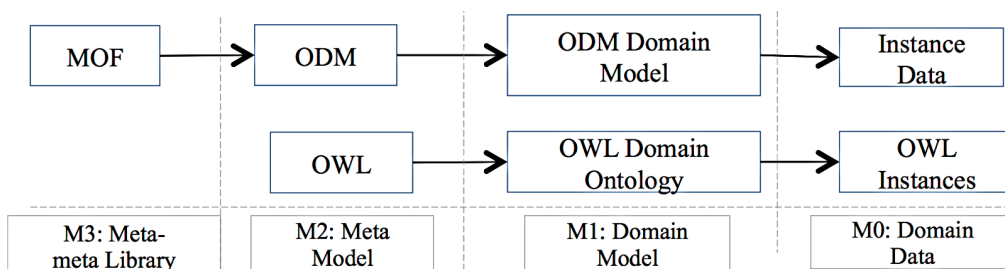 MOF
ODM
ODM Domain
Model
Instance
Data
OWL
OWL Domain
Ontology
OWL
Instances
M3: Meta-
meta Library
M2: Meta
Model
M1: Domain
Model
M0: Domain
Data